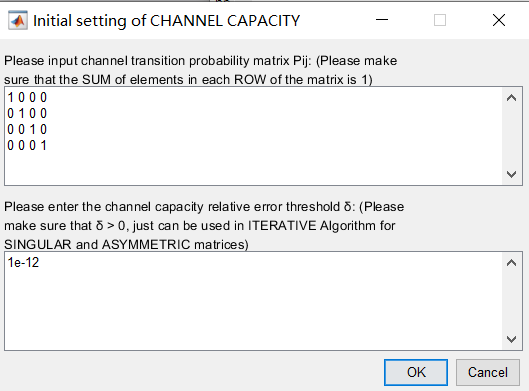 Initial setting of CHANNEL CAPACITY
Please input channel transition probability matrix Pij: (Please make
sure that the SUM of elements in each ROW of the matrix is 1)
1 0 0 0
0 1 0 0
0 0 1 0
0 0 0 1
Please enter the channel capacity relative error threshold δ: (Please
make sure that δ > 0, just can be used in ITERATIVE Algorithm for
SINGULAR and ASYMMETRIC matrices)
1e-12
OK Cancel